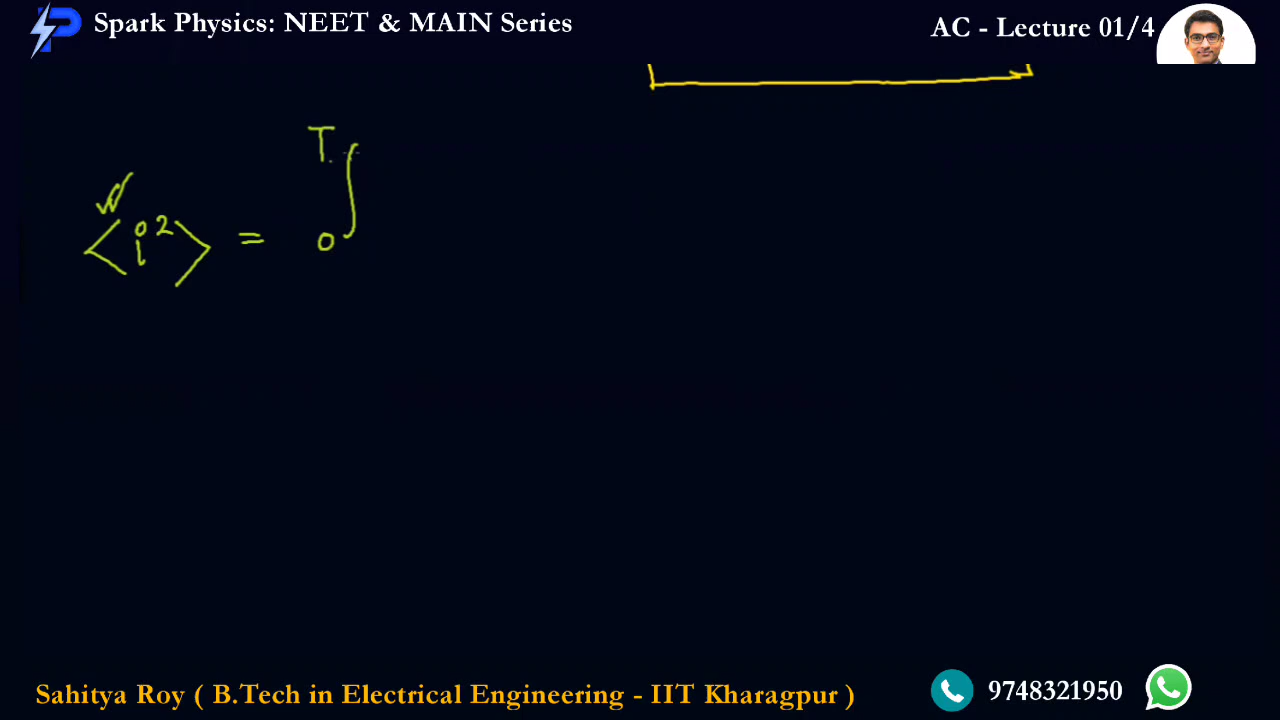 Spark Physics: NEET & MAIN Series
AC - Lecture 01/4
<i²> = ₀∫ᵀ
Sahitya Roy ( B.Tech in Electrical Engineering - IIT Kharagpur )
9748321950